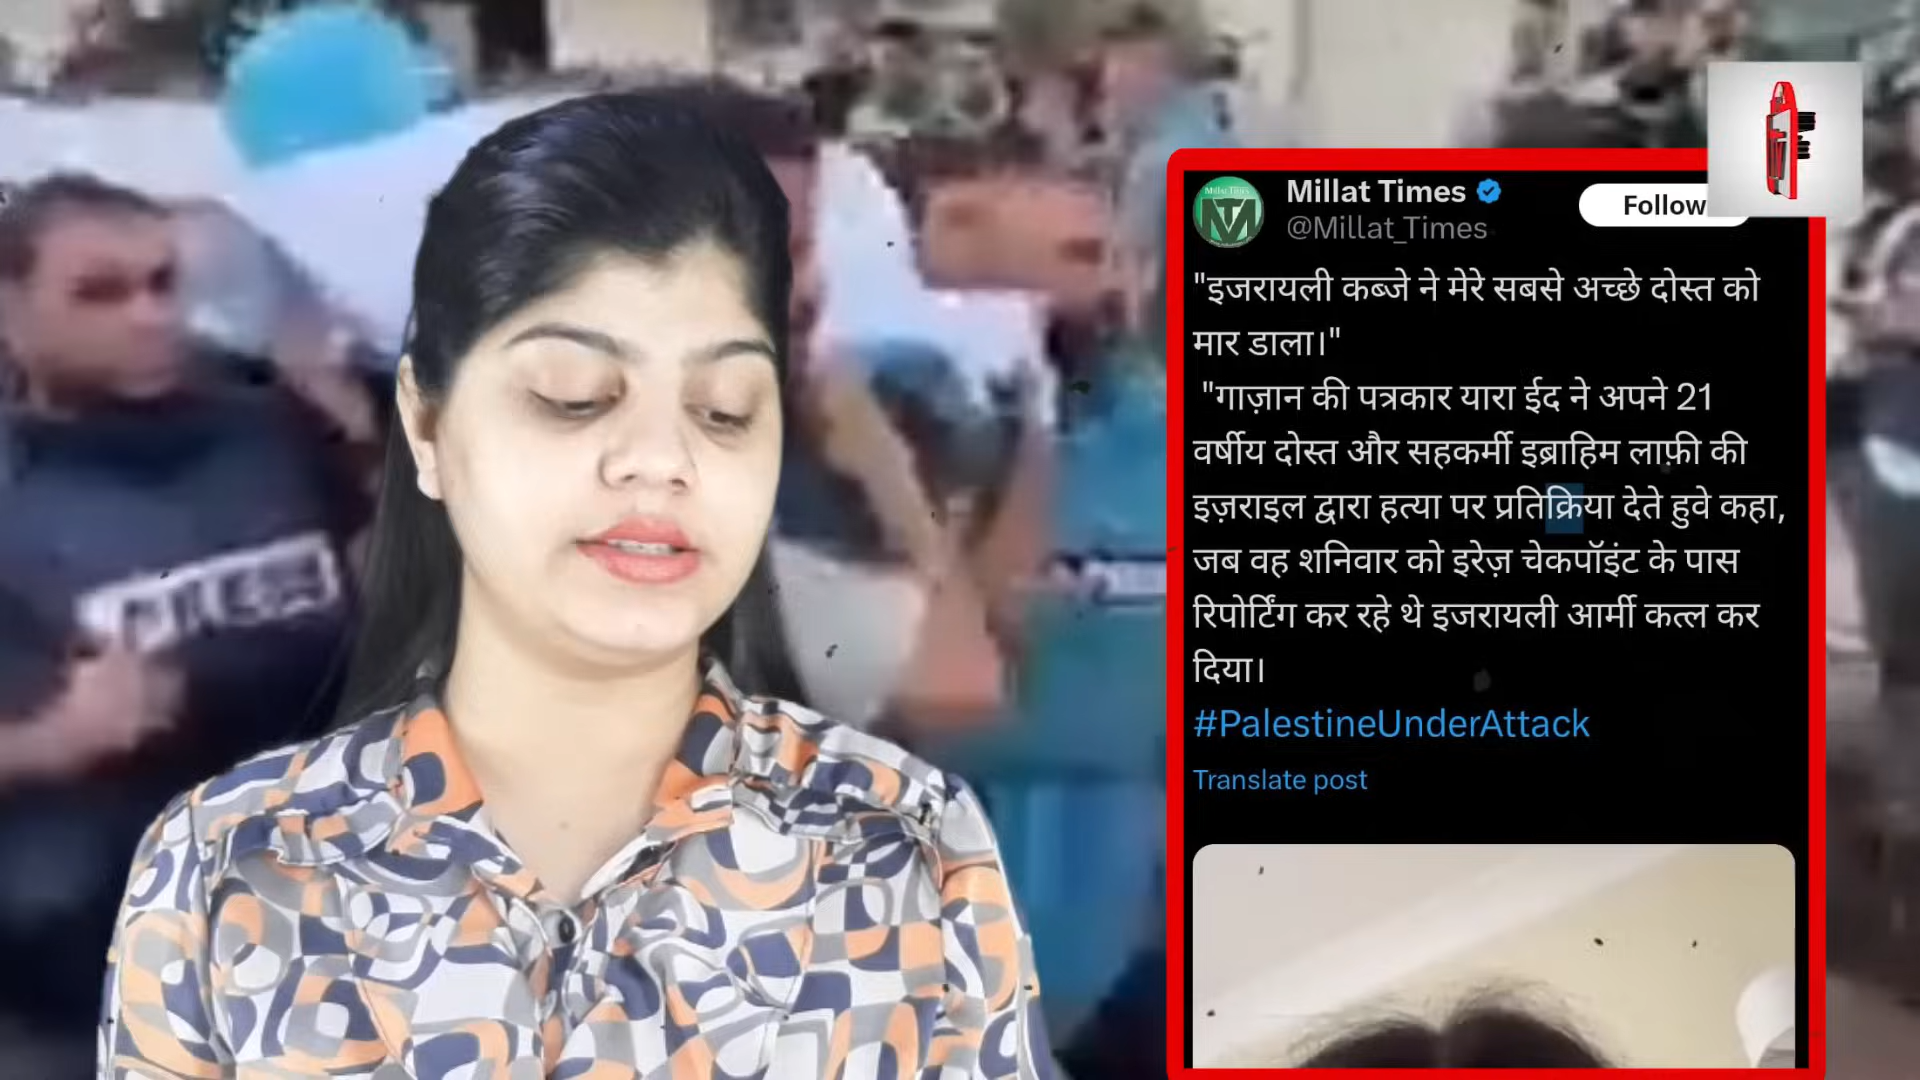 Millat Times
@Millat_Times
Follow
"इजरायली कब्जे ने मेरे सबसे अच्छे दोस्त को
मार डाला।"
"गाज़ान की पत्रकार यारा ईद ने अपने 21
वर्षीय दोस्त और सहकर्मी इब्राहिम लाफ़ी की
इज़राइल द्वारा हत्या पर प्रतिक्रिया देते हुवे कहा,
जब वह शनिवार को इरेज़ चेकपॉइंट के पास
रिपोर्टिंग कर रहे थे इजरायली आर्मी कत्ल कर
दिया।
#PalestineUnderAttack
Translate post